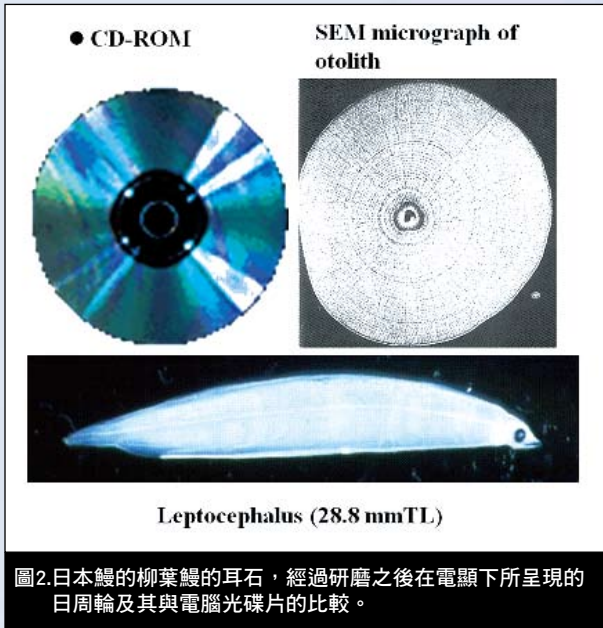 ● CD-ROM
SEM micrograph of
otolith
Leptocephalus (28.8 mmTL)
圖2.日本鰻的柳葉鰻的耳石，經過研磨之後在電顯下所呈現的
日周輪及其與電腦光碟片的比較。